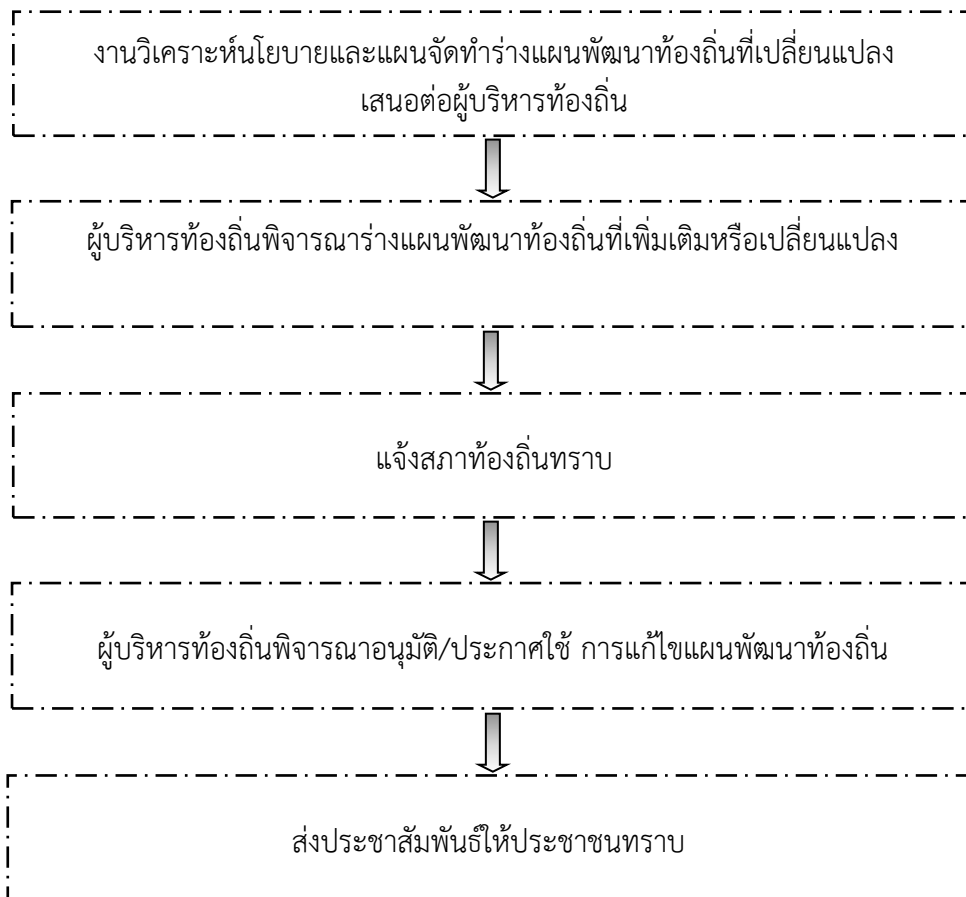 งานวิเคราะห์นโยบายและแผนจัดทำร่างแผนพัฒนาท้องถิ่นที่เปลี่ยนแปลง
เสนอต่อผู้บริหารท้องถิ่น
ผู้บริหารท้องถิ่นพิจารณาร่างแผนพัฒนาท้องถิ่นที่เพิ่มเติมหรือเปลี่ยนแปลง
แจ้งสภาท้องถิ่นทราบ
ผู้บริหารท้องถิ่นพิจารณาอนุมัติ/ประกาศใช้ การแก้ไขแผนพัฒนาท้องถิ่น
ส่งประชาสัมพันธ์ให้ประชาชนทราบ